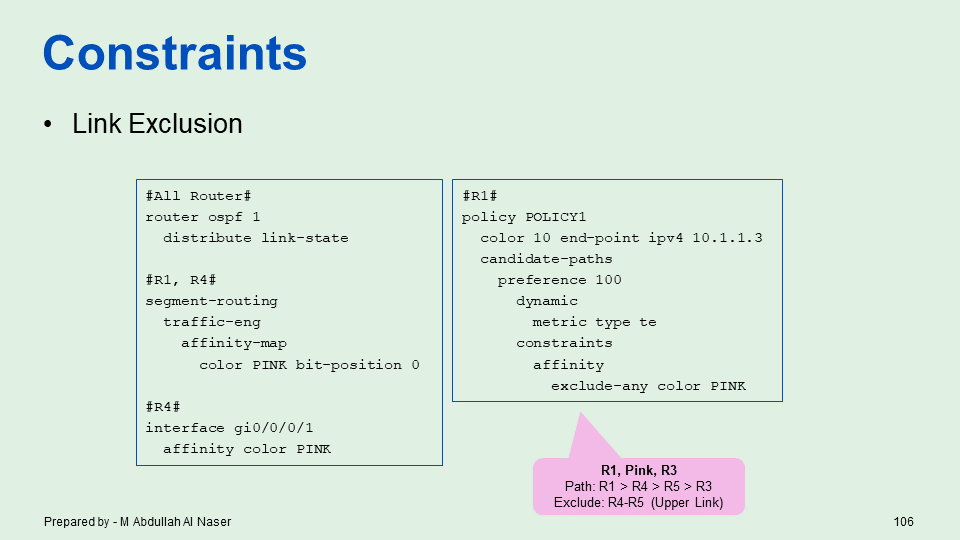 Constraints
• Link Exclusion
#All Router#
router ospf 1
distribute link-state
#R1, R4#
segment-routing
traffic-eng
affinity-map
color PINK bit-position 0
#R4#
interface gi0/0/0/1
affinity color PINK
#R1#
policy POLICY1
color 10 end-point ipv4 10.1.1.3
candidate-paths
preference 100
dynamic
metric type te
constraints
affinity
exclude-any color PINK
R1, Pink, R3
Path: R1 > R4 > R5 > R3
Exclude: R4-R5 (Upper Link)
Prepared by - M Abdullah Al Naser
106